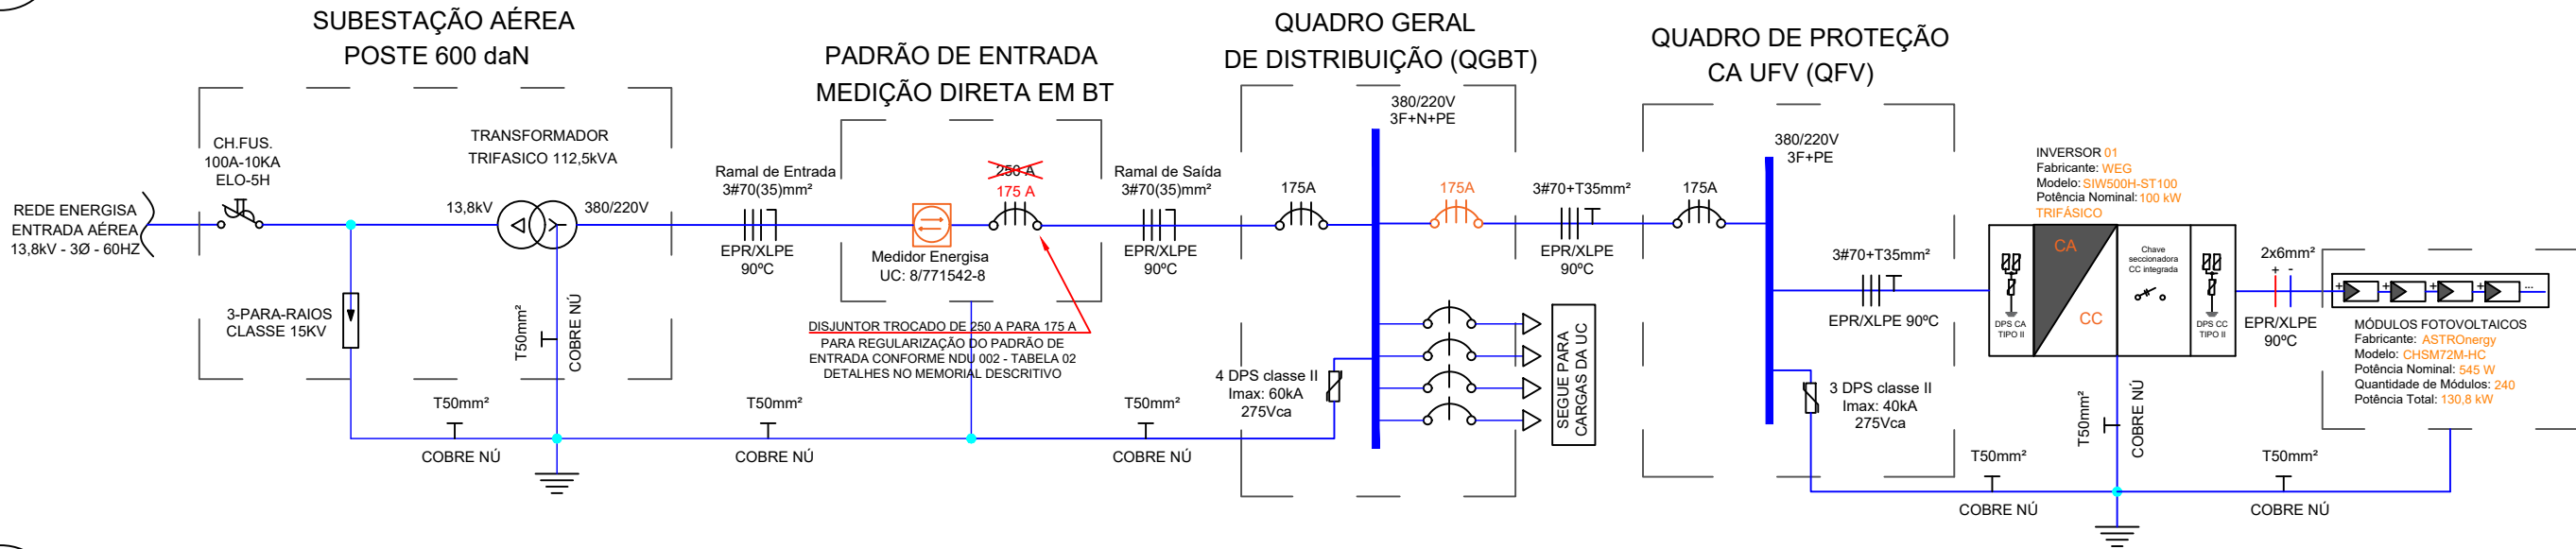 SUBESTAÇÃO AÉREA
POSTE 600 daN
CH.FUS.
100A-10KA
ELO-5H
TRANSFORMADOR
TRIFASICO 112,5kVA
REDE ENERGISA
ENTRADA AÉREA
13,8kV - 3Ø - 60HZ
13,8kV
380/220V
3-PARA-RAIOS
CLASSE 15KV
T50mm²
COBRE NÚ
T50mm²
COBRE NÚ
Ramal de Entrada
3#70(35)mm²
EPR/XLPE
90ºC
T50mm²
COBRE NÚ
PADRÃO DE ENTRADA
MEDIÇÃO DIRETA EM BT
250 A
175 A
Medidor Energisa
UC: 8/771542-8
DISJUNTOR TROCADO DE 250 A PARA 175 A
PARA REGULARIZAÇÃO DO PADRÃO DE
ENTRADA CONFORME NDU 002 - TABELA 02
DETALHES NO MEMORIAL DESCRITIVO
Ramal de Saída
3#70(35)mm²
EPR/XLPE
90ºC
T50mm²
COBRE NÚ
QUADRO GERAL
DE DISTRIBUIÇÃO (QGBT)
380/220V
3F+N+PE
175A
175A
4 DPS classe II
Imax: 60kA
275Vca
SEGUE PARA
CARGAS DA UC
3#70+T35mm²
EPR/XLPE
90ºC
QUADRO DE PROTEÇÃO
CA UFV (QFV)
380/220V
3F+PE
175A
3 DPS classe II
Imax: 40kA
275Vca
3#70+T35mm²
EPR/XLPE 90ºC
INVERSOR 01
Fabricante: WEG
Modelo: SIW500H-ST100
Potência Nominal: 100 kW
TRIFÁSICO
CA
CC
DPS CA
TIPO II
Chave
seccionadora
CC integrada
DPS CC
TIPO II
T50mm²
COBRE NÚ
T50mm²
COBRE NÚ
T50mm²
COBRE NÚ
2x6mm²
+ -
EPR/XLPE
90ºC
+ + + + ...
MÓDULOS FOTOVOLTAICOS
Fabricante: ASTROnergy
Modelo: CHSM72M-HC
Potência Nominal: 545 W
Quantidade de Módulos: 240
Potência Total: 130,8 kW